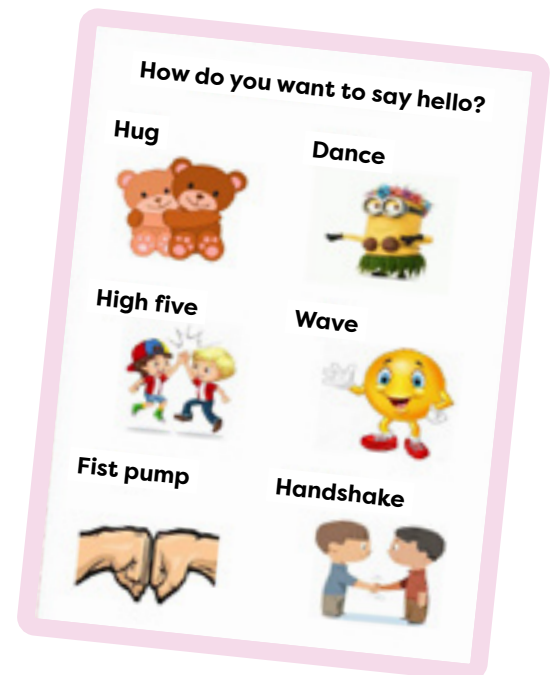 How do you want to say hello?
Hug
Dance
High five
Wave
Fist pump
Handshake